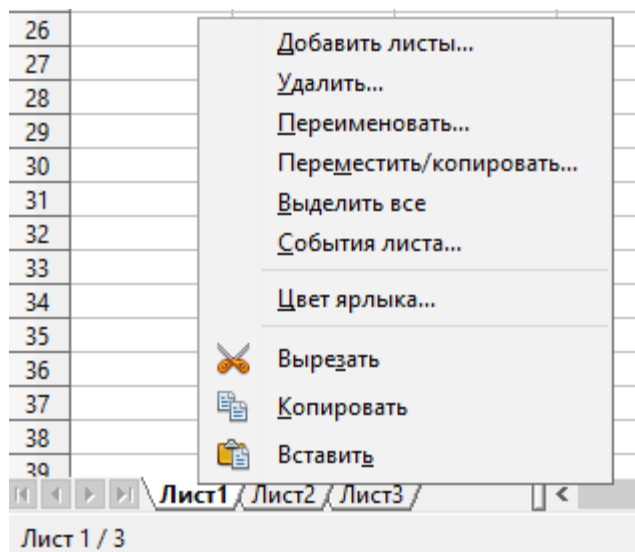 26
27
28
29
30
31
32
33
34
35
36
37
38
39
Добавить листы...
Удалить...
Переименовать...
Переместить/копировать...
Выделить все
События листа...
Цвет ярлыка...
Вырезать
Копировать
Вставить
Лист1 Лист2 Лист3
Лист 1 / 3